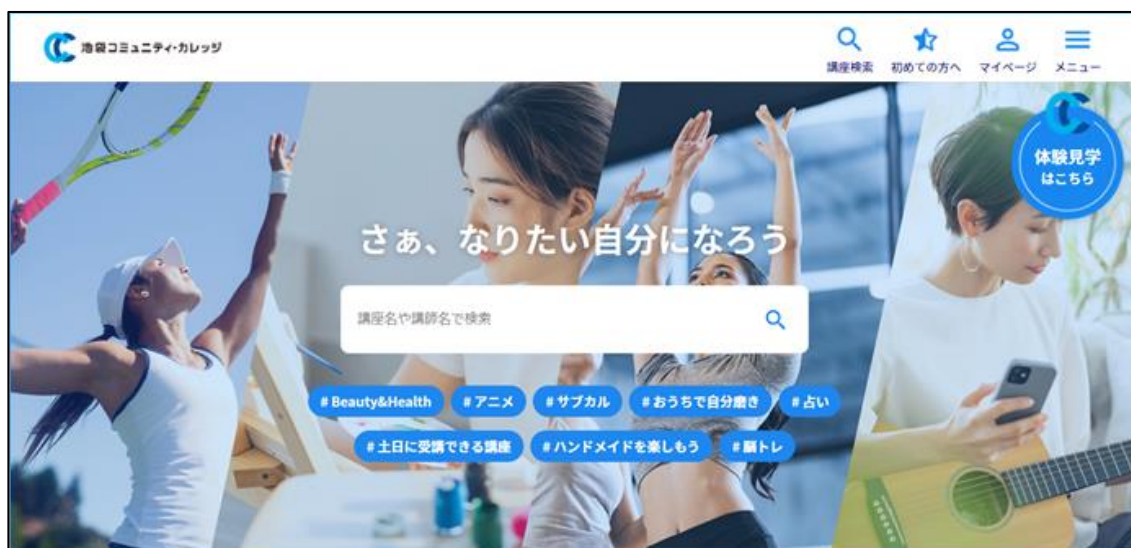 池袋コミュニティ・カレッジ
講座検索
初めての方へ
マイページ
メニュー
体験見学
はこちら
さぁ、なりたい自分になろう
講座名や講師名で検索
# Beauty&Health
# アニメ
# サブカル
# おうちで自分磨き
# 占い
# 土日に受講できる講座
# ハンドメイドを楽しもう
# 脳トレ